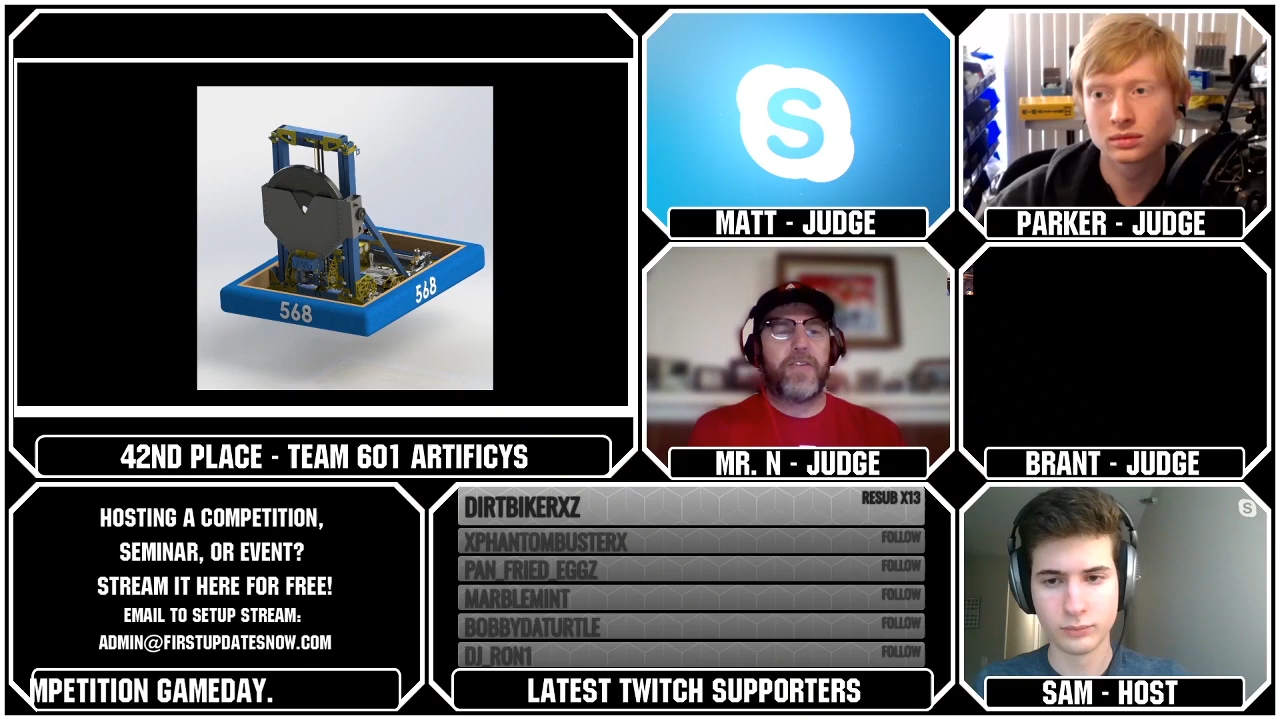 568
568
42ND PLACE - TEAM 601 ARTIFICYS
S
MATT - JUDGE
PARKER - JUDGE
MR. N - JUDGE
BRANT - JUDGE
HOSTING A COMPETITION,
SEMINAR, OR EVENT?
STREAM IT HERE FOR FREE!
EMAIL TO SETUP STREAM:
ADMIN@FIRSTUPDATESNOW.COM
MPETITION GAMEDAY.
DIRTBIKERXZ RESUB X13
XPHANTOMBUSTERX FOLLOW
PAN_FRIED_EGGZ FOLLOW
MARBLEMINT FOLLOW
BOBBYDATURTLE FOLLOW
DJ_RON1 FOLLOW
LATEST TWITCH SUPPORTERS
S
SAM - HOST